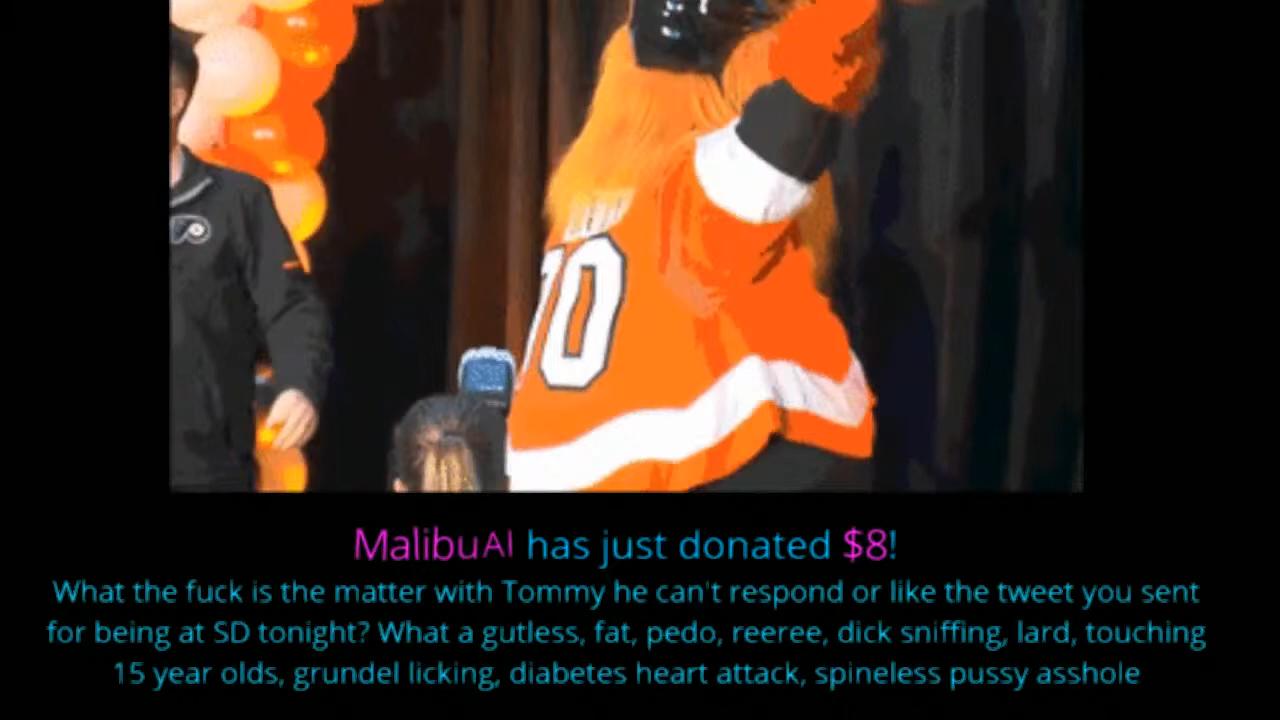 70
MalibuAl has just donated $8!
What the fuck is the matter with Tommy he can't respond or like the tweet you sent
for being at SD tonight? What a gutless, fat, pedo, reeree, dick sniffing, lard, touching
15 year olds, grundel licking, diabetes heart attack, spineless pussy asshole